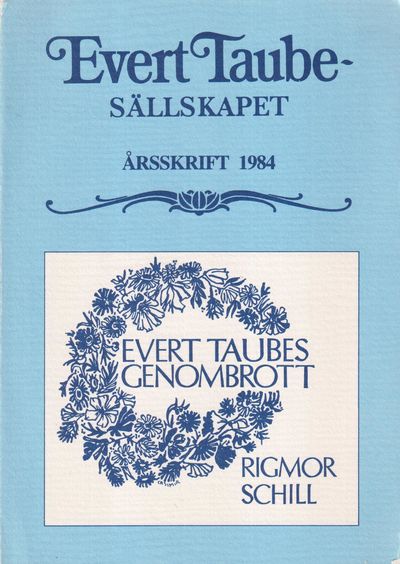 Evert Taube-
SÄLLSKAPET
ÅRSSKRIFT 1984
EVERT TAUBES
GENOMBROTT
RIGMOR
SCHILL